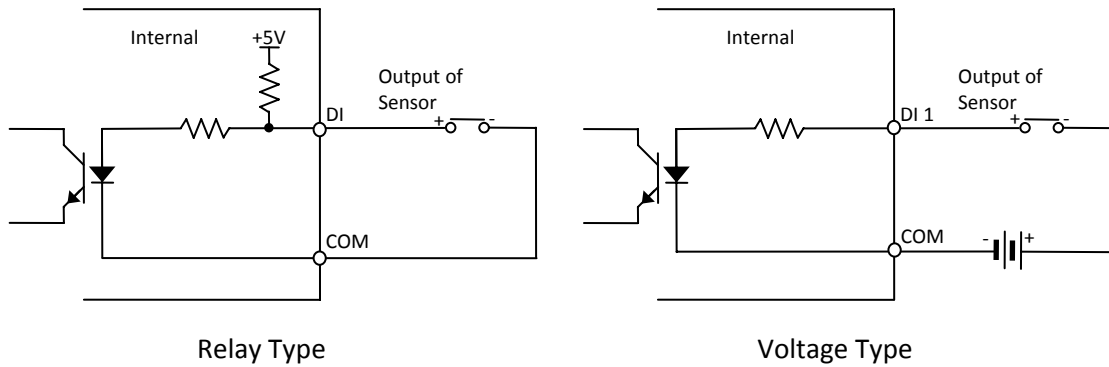 Internal
+5V
Output of
Sensor
DI
+
-
COM
Relay Type
Internal
Output of
Sensor
DI 1
+
-
COM
-
+
Voltage Type